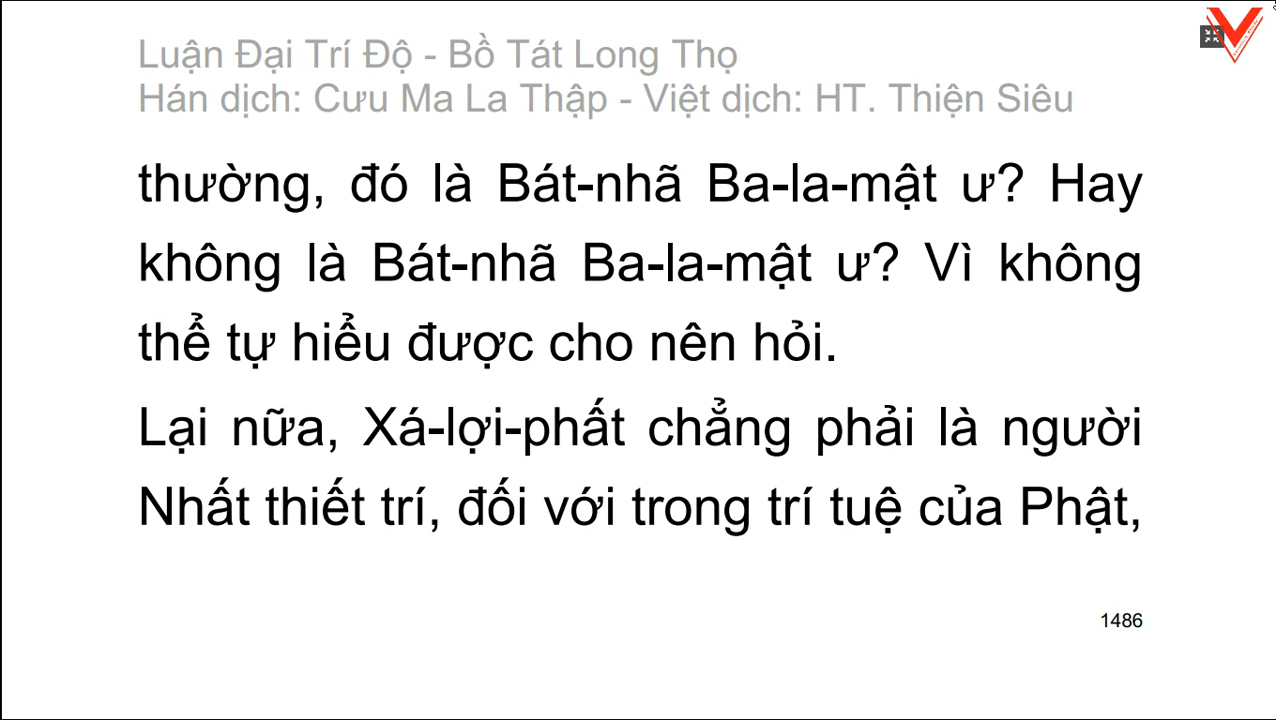 Luận Đại Trí Độ - Bồ Tát Long Thọ
Hán dịch: Cưu Ma La Thập - Việt dịch: HT. Thiện Siêu
thường, đó là Bát-nhã Ba-la-mật ư? Hay
không là Bát-nhã Ba-la-mật ư? Vì không
thể tự hiểu được cho nên hỏi.
Lại nữa, Xá-lợi-phất chẳng phải là người
Nhất thiết trí, đối với trong trí tuệ của Phật,
1486